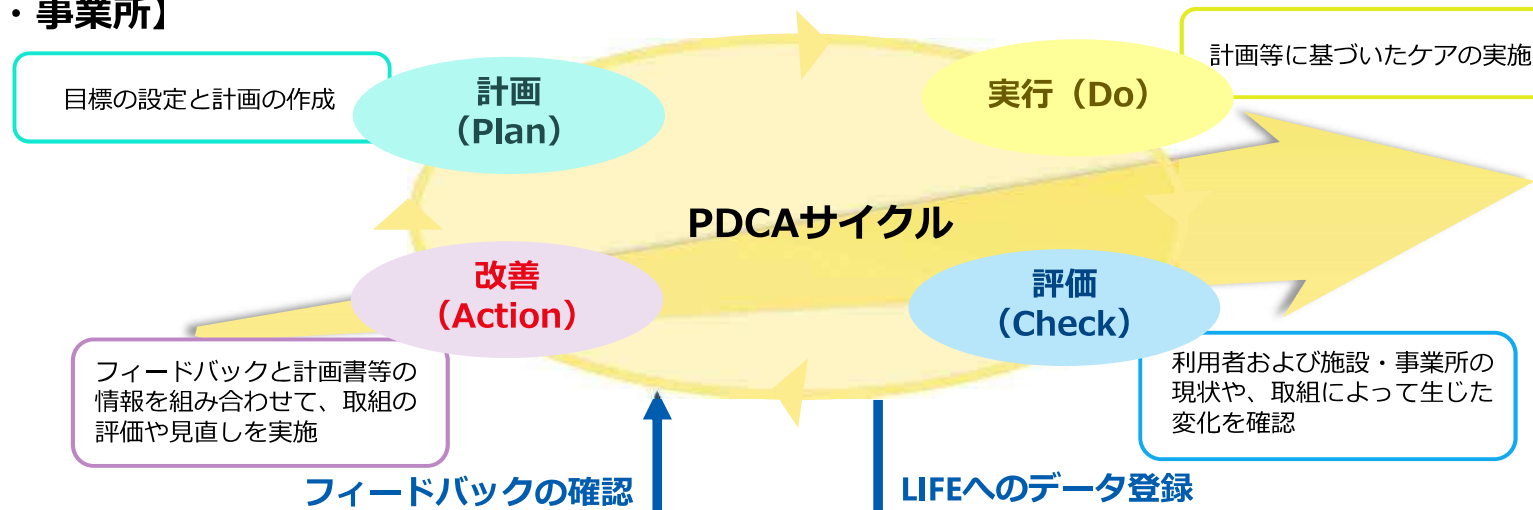 ・事業所】
目標の設定と計画の作成
計画
（Plan）
実行（Do）
計画等に基づいたケアの実施
PDCAサイクル
改善
（Action）
評価
（Check）
フィードバックと計画書等の
情報を組み合わせて、取組の
評価や見直しを実施
利用者および施設・事業所の
現状や、取組によって生じた
変化を確認
フィードバックの確認
LIFEへのデータ登録